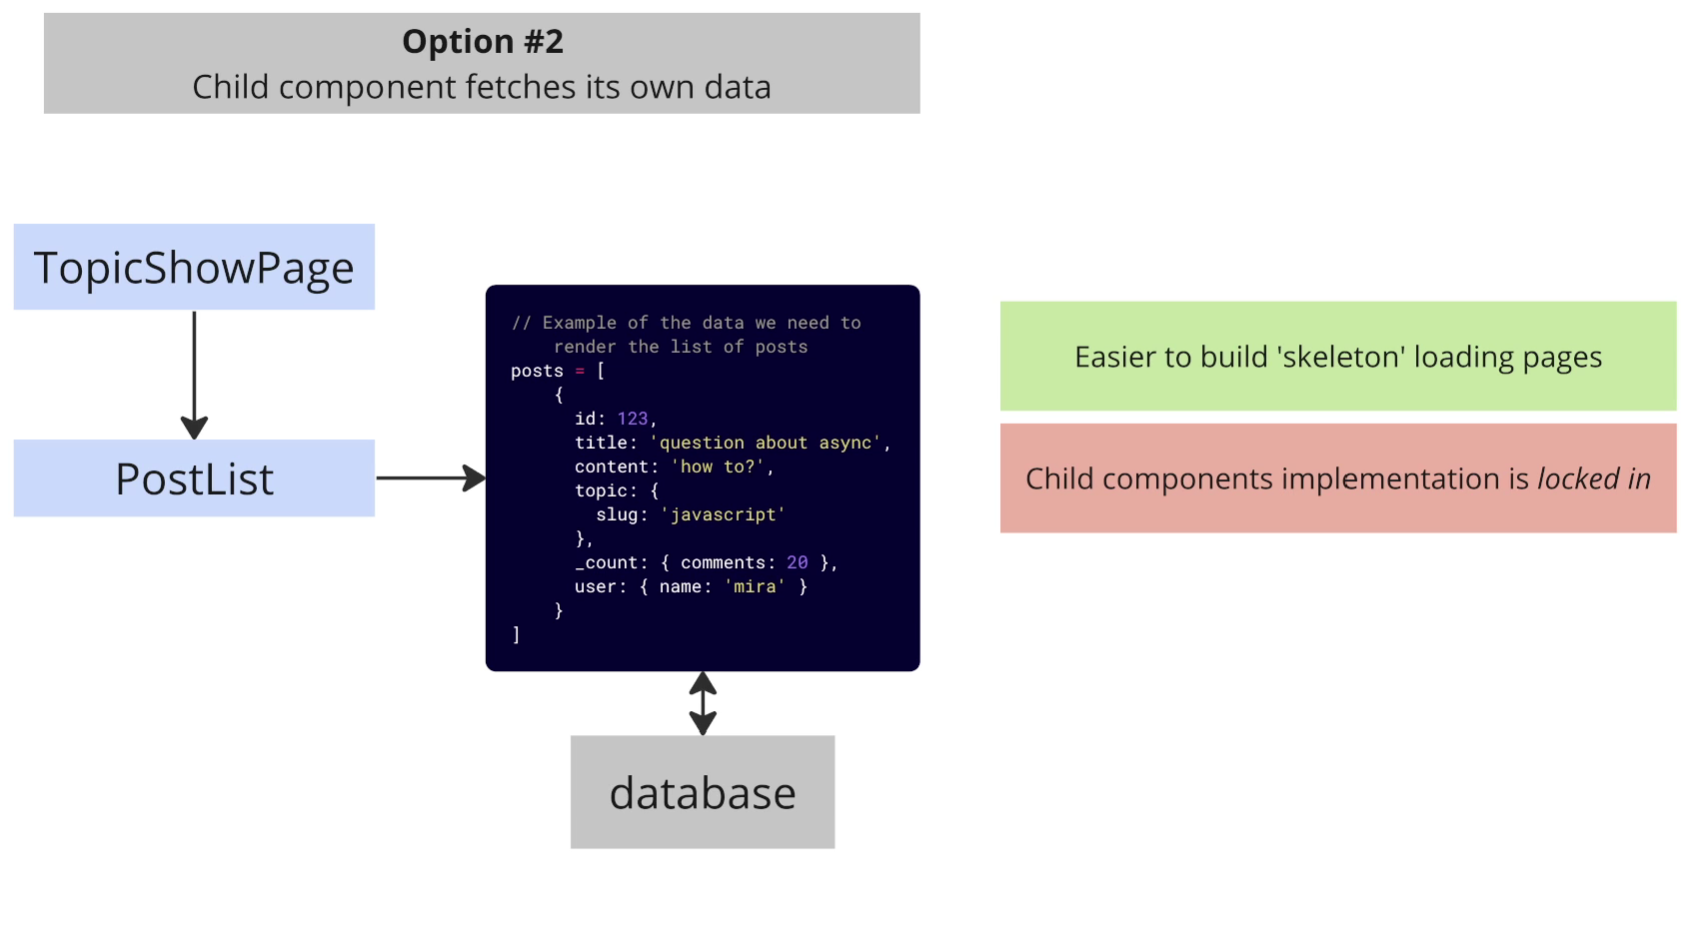 Option #2
Child component fetches its own data
TopicShowPage
PostList
// Example of the data we need to
render the list of posts
posts = [
{
id: 123,
title: 'question about async',
content: 'how to?',
topic: {
slug: 'javascript'
},
_count: { comments: 20 },
user: { name: 'mira' }
}
]
database
Easier to build 'skeleton' loading pages
Child components implementation is locked in